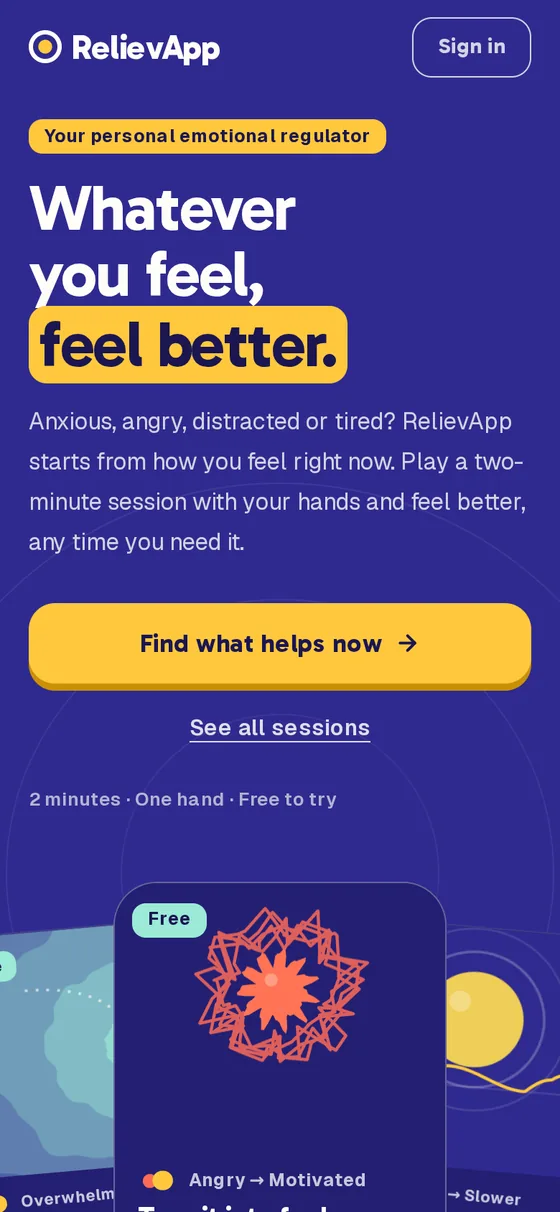 RelievApp
Sign in
Your personal emotional regulator
Whatever
you feel,
feel better.
Anxious, angry, distracted or tired? RelievApp
starts from how you feel right now. Play a two-
minute session with your hands and feel better,
any time you need it.
Find what helps now →
See all sessions
2 minutes · One hand · Free to try
Free
Angry → Motivated
Overwhelm
→ Slower